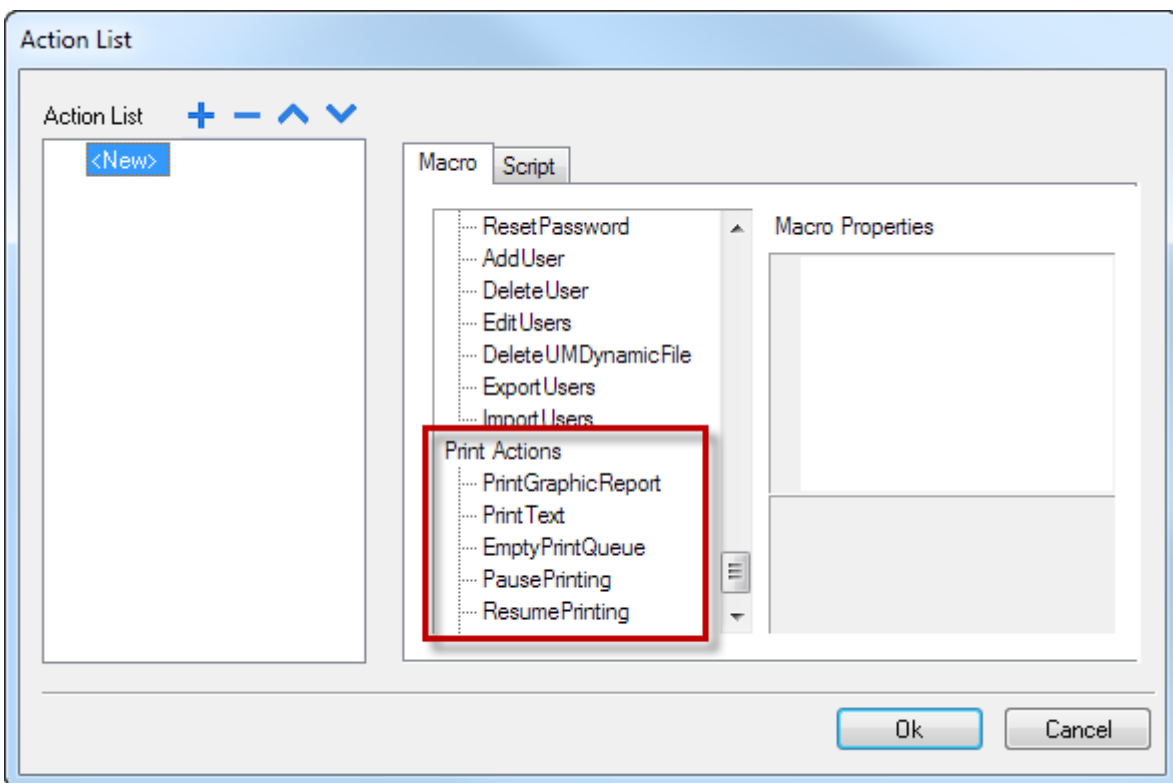 Action List
Action List
<New>
Macro
Script
ResetPassword
AddUser
DeleteUser
EditUsers
DeleteUMDynamicFile
ExportUsers
ImportUsers
Print Actions
PrintGraphicReport
PrintText
EmptyPrintQueue
PausePrinting
ResumePrinting
Macro Properties
Ok
Cancel